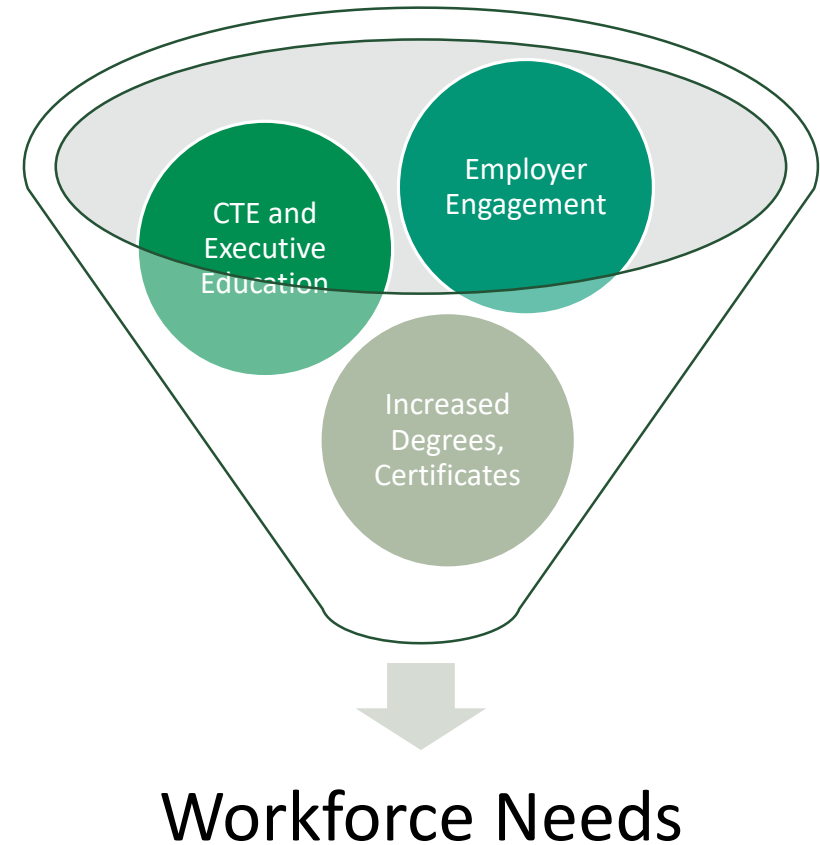 CTE and
Executive
Education
Employer
Engagement
Increased
Degrees,
Certificates
Workforce Needs